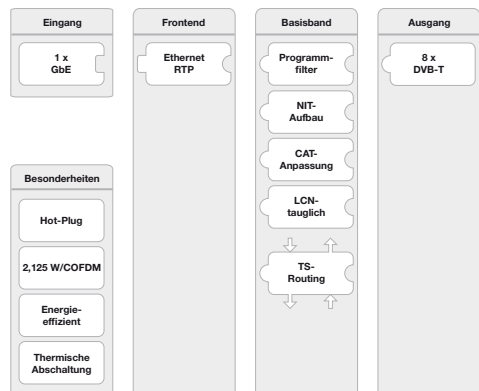 Eingang
1 x
GbE
Besonderheiten
Hot-Plug
2,125 W/COFDM
Energie-
effizient
Thermische
Abschaltung
Frontend
Ethernet
RTP
Basisband
Programm-
filter
NIT-
Aufbau
CAT-
Anpassung
LCN-
tauglich
TS-
Routing
Ausgang
8 x
DVB-T